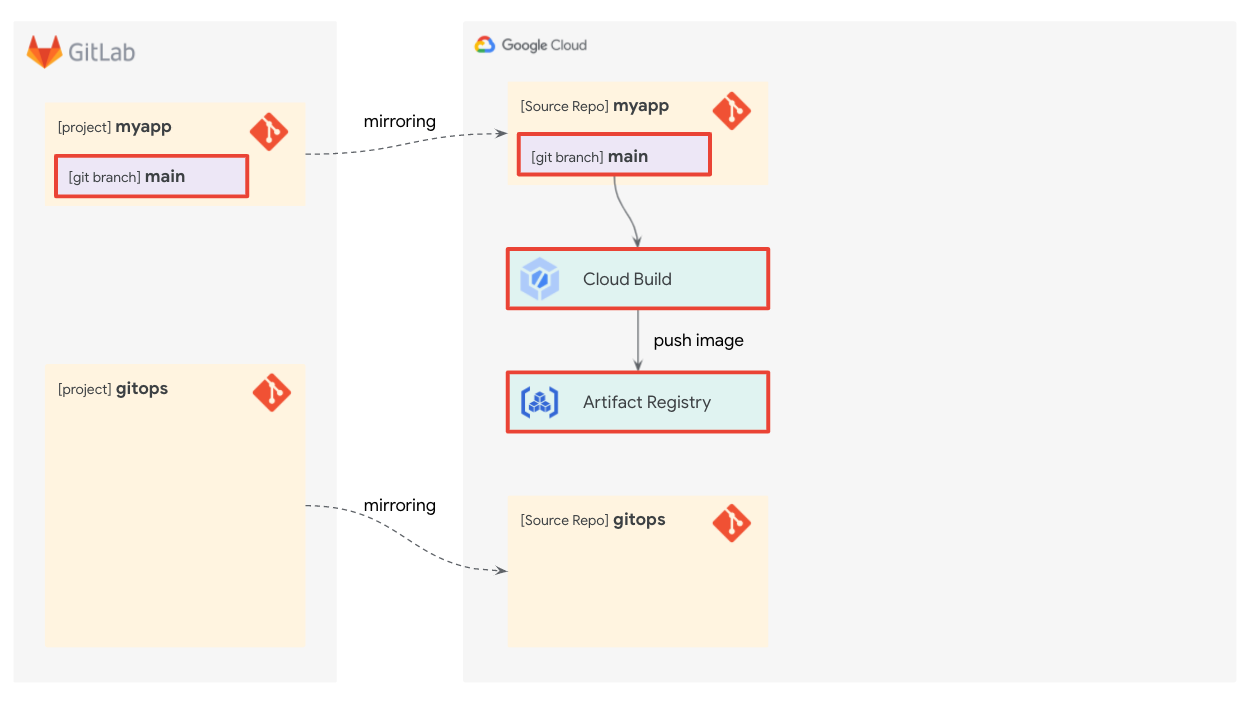 GitLab
[project] myapp
[git branch] main
mirroring
Google Cloud
[Source Repo] myapp
[git branch] main
Cloud Build
push image
Artifact Registry
[project] gitops
mirroring
[Source Repo] gitops